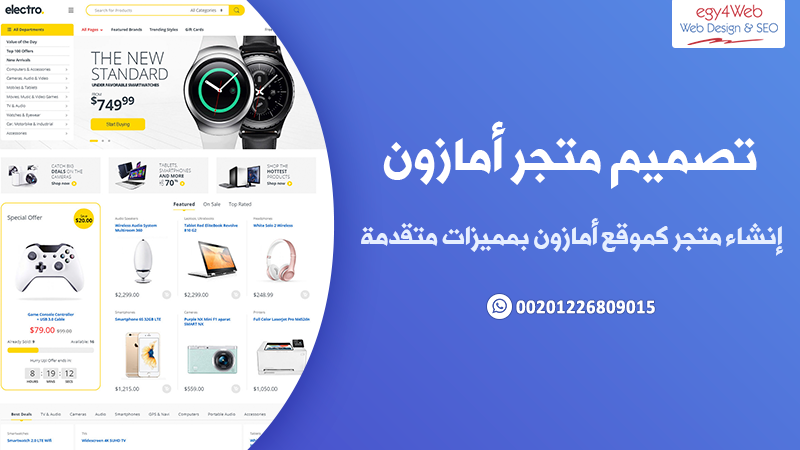 electro.
Search for Products
All Categories
egy4Web
Web Design & SEO
All Departments
All Pages
Featured Brands
Trending Styles
Gift Cards
Value of the Day
Top 100 Offers
New Arrivals
Computers & Accessories
Cameras, Audio & Video
Mobiles & Tablets
Movies, Music & Video Games
TV & Audio
Watches & Eyewear
Car, Motorbike & Industrial
Accessories
THE NEW
STANDARD
UNDER FAVORABLE SMARTWATCHES
FROM
$749.99
Start Buying
تصميم متجر أمازون
إنشاء متجر كموقع أمازون بمميزات متقدمة
00201226809015
CATCH BIG
DEALS ON THE
CAMERAS
Shop now
TABLETS,
SMARTPHONES
AND MORE
70%
SHOP THE
HOTTEST
PRODUCTS
Shop now
Featured
On Sale
Top Rated
Special Offer
Save
$20.00
Game Console Controller
+ USB 3.0 Cable
$79.00 $99.00
Already Sold: 8
Available: 16
Hurry Up! Offer ends in:
8 : 19 : 12
HOURS MINS SECS
Audio Speakers
Wireless Audio System
Multiroom 360
$2,299.00
Tablet Red EliteBook Revolve
810 G2
$2,299.00
Headphones
White Solo 2 Wireless
$248.99
Smartphones
Smartphone 6S 32GB LTE
$1,215.00
Cameras
Purple NX Mini F1 aparat
SMART NX
$559.00
Printers
Full Color LaserJet Pro M452dn
$1,050.00
Best Deals
TV & Audio
Cameras
Audio
Smartphones
GPS & Navi
Computers
Portable Audio
Accessories
Smartwatches
Smartwatch 2.0 LTE Wifi
Widescreen 4K SUHD TV